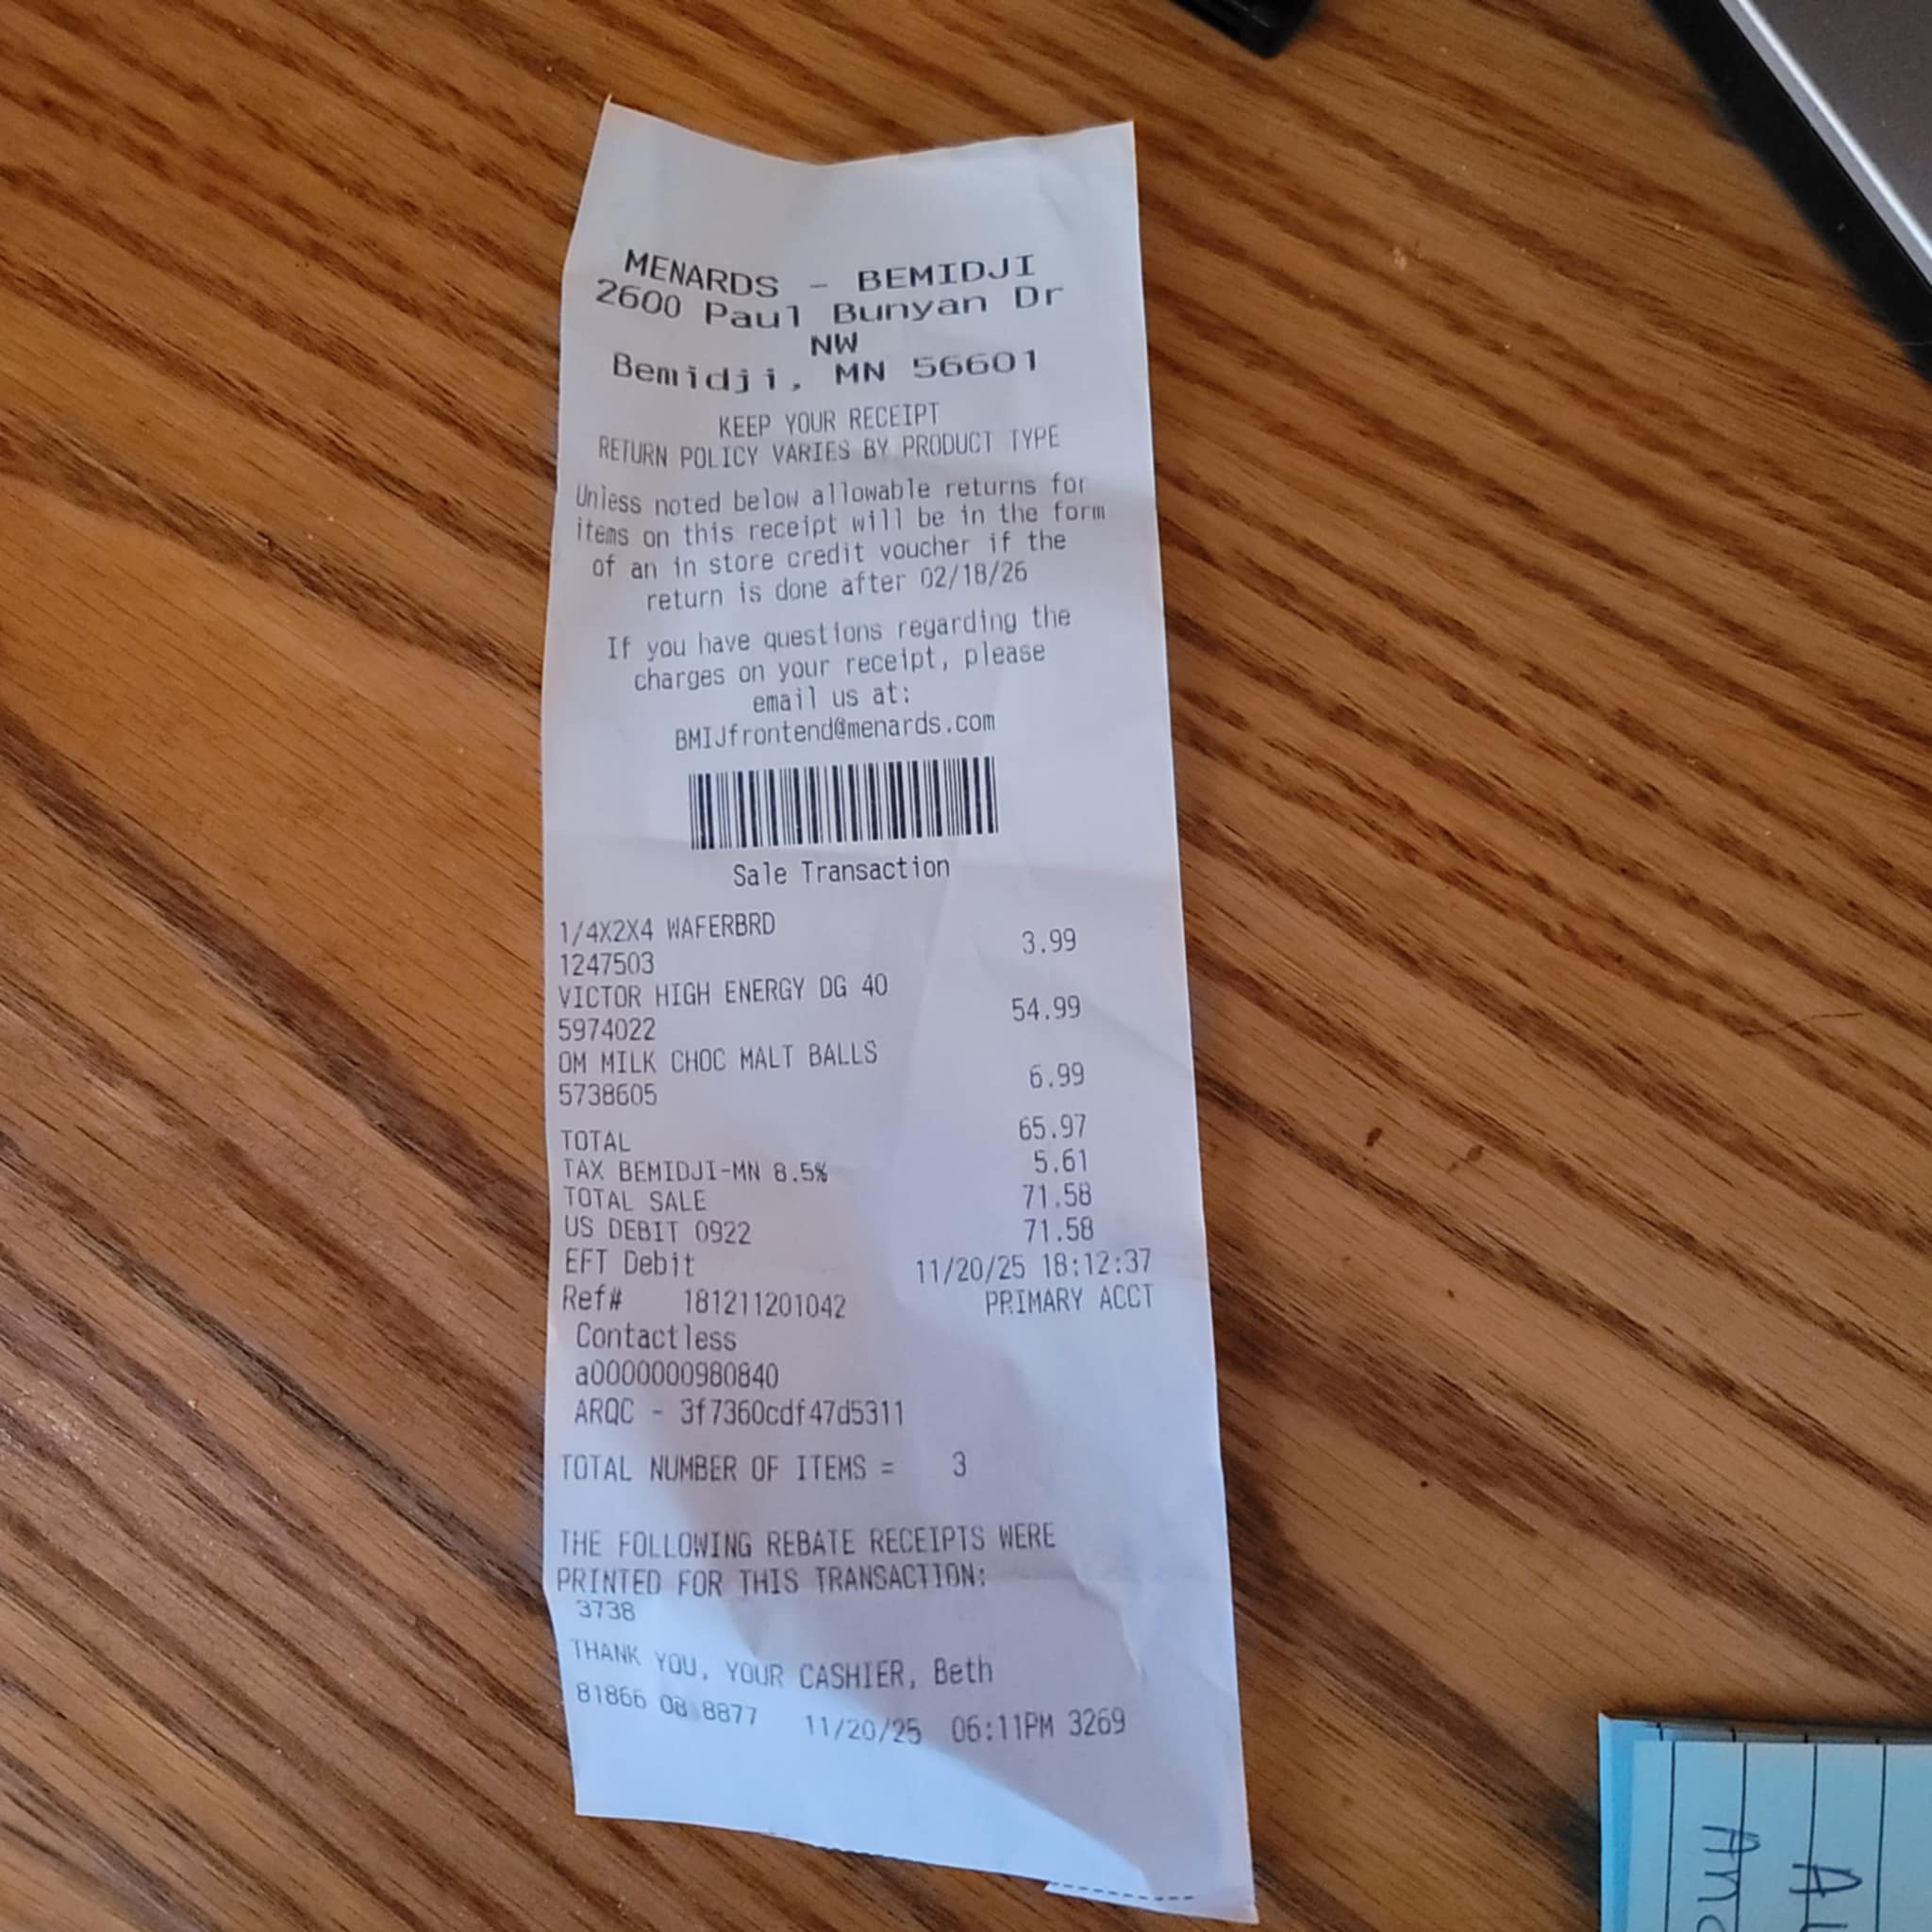 MENARDS - BEMIDJI
2600 Paul Bunyan Dr
NW
Bemidji, MN 56601
KEEP YOUR RECEIPT
RETURN POLICY VARIES BY PRODUCT TYPE
Unless noted below allowable returns for
items on this receipt will be in the form
of an in store credit voucher if the
return is done after 02/18/26
If you have questions regarding the
charges on your receipt, please
email us at:
BMIJfrontend@menards.com
Sale Transaction
1/4X2X4 WAFERBRD
1247503 3.99
VICTOR HIGH ENERGY DG 40
5974022 54.99
OM MILK CHOC MALT BALLS
5738605 6.99
TOTAL 65.97
TAX BEMIDJI-MN 8.5% 5.61
TOTAL SALE 71.58
US DEBIT 0922 71.58
EFT Debit 11/20/25 18:12:37
Ref# 181211201042 PRIMARY ACCT
Contactless
a0000000980840
ARQC - 3f7360cdf47d5311
TOTAL NUMBER OF ITEMS = 3
THE FOLLOWING REBATE RECEIPTS WERE
PRINTED FOR THIS TRANSACTION:
3738
THANK YOU, YOUR CASHIER, Beth
81866 08 8877 11/20/25 06:11PM 3269